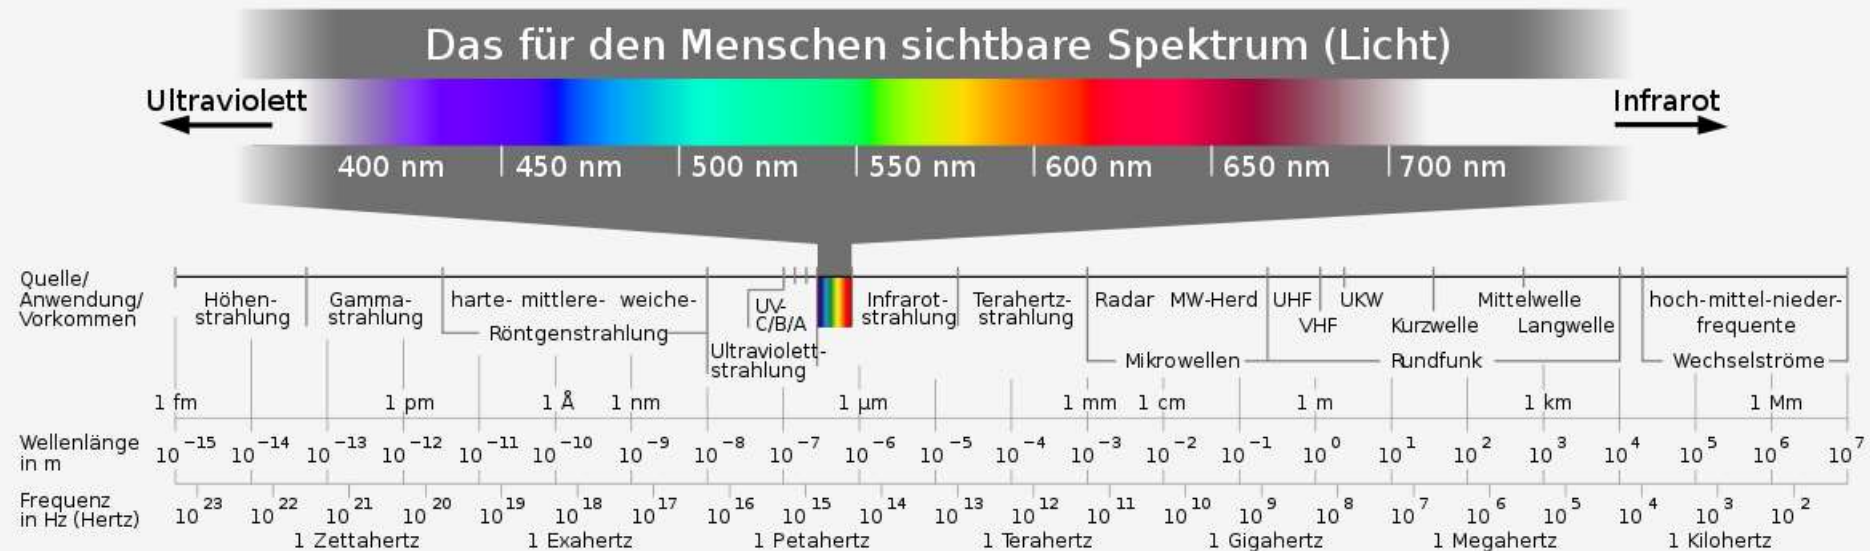 Das für den Menschen sichtbare Spektrum (Licht)
Ultraviolett
Infrarot
400 nm 450 nm 500 nm 550 nm 600 nm 650 nm 700 nm
Quelle/
Anwendung/
Vorkommen
Höhen-
strahlung
Gamma-
strahlung
harte- mittlere- weiche-
Röntgenstrahlung
UV-
C/B/A
Ultraviolett-
strahlung
Infrarot-
strahlung
Terahertz-
strahlung
Radar MW-Herd
Mikrowellen
UHF UKW Mittelwelle
VHF Kurzwelle Langwelle
Rundfunk
hoch-mittel-nieder-
frequente
Wechselströme
1 fm 1 pm 1 Å 1 nm 1 µm 1 mm 1 cm 1 m 1 km 1 Mm
Wellenlänge
in m
10⁻¹⁵ 10⁻¹⁴ 10⁻¹³ 10⁻¹² 10⁻¹¹ 10⁻¹⁰ 10⁻⁹ 10⁻⁸ 10⁻⁷ 10⁻⁶ 10⁻⁵ 10⁻⁴ 10⁻³ 10⁻² 10⁻¹ 10⁰ 10¹ 10² 10³ 10⁴ 10⁵ 10⁶ 10⁷
Frequenz
in Hz (Hertz)
10²³ 10²² 10²¹ 10²⁰ 10¹⁹ 10¹⁸ 10¹⁷ 10¹⁶ 10¹⁵ 10¹⁴ 10¹³ 10¹² 10¹¹ 10¹⁰ 10⁹ 10⁸ 10⁷ 10⁶ 10⁵ 10⁴ 10³ 10²
1 Zettahertz 1 Exahertz 1 Petahertz 1 Terahertz 1 Gigahertz 1 Megahertz 1 Kilohertz